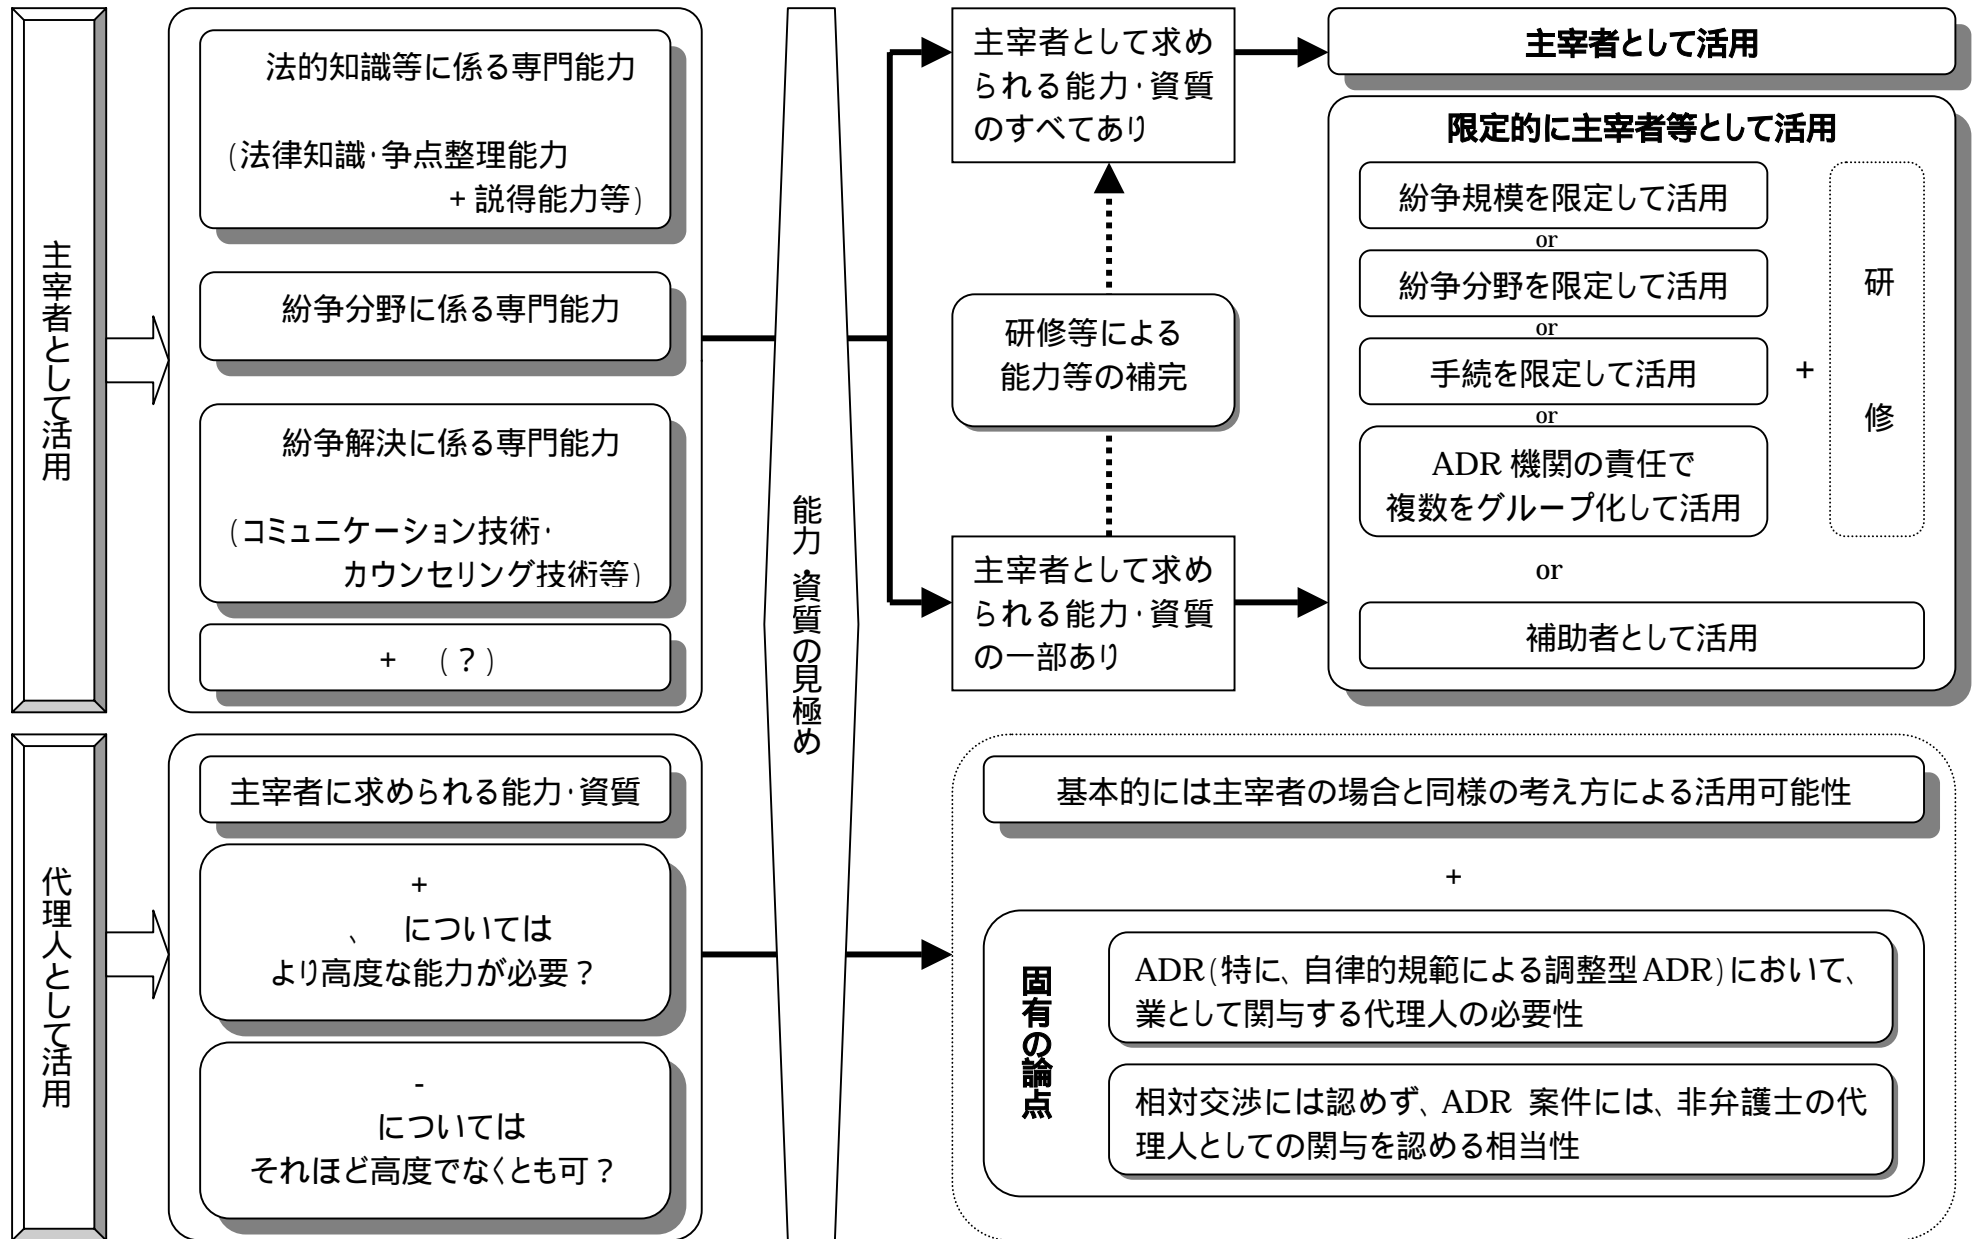 主宰者として活用
法的知識等に係る専門能力
(法律知識・争点整理能力
+ 説得能力等)
紛争分野に係る専門能力
紛争解決に係る専門能力
(コミュニケーション技術・
カウンセリング技術等)
+ (?)
能力・資質の見極め
主宰者として求め
られる能力・資質
のすべてあり
研修等による
能力等の補完
主宰者として求め
られる能力・資質
の一部あり
主宰者として活用
限定的に主宰者等として活用
紛争規模を限定して活用
or
紛争分野を限定して活用
or
手続を限定して活用
or
ADR 機関の責任で
複数をグループ化して活用
+
研修
or
補助者として活用
代理人として活用
主宰者に求められる能力・資質
+
、 については
より高度な能力が必要?
-
については
それほど高度でなくとも可?
基本的には主宰者の場合と同様の考え方による活用可能性
+
固有の論点
ADR(特に、自律的規範による調整型 ADR)において、
業として関与する代理人の必要性
相対交渉には認めず、ADR 案件には、非弁護士の代
理人としての関与を認める相当性